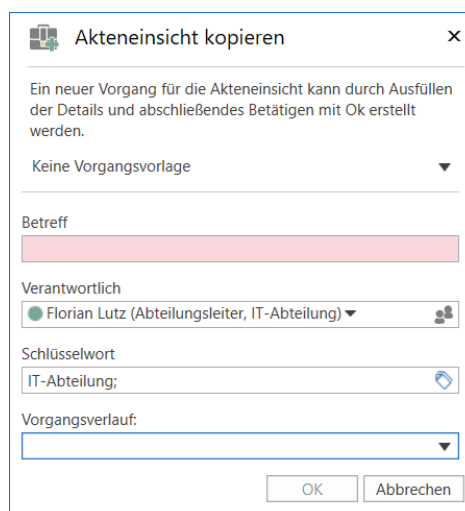 Akteneinsicht kopieren
Ein neuer Vorgang für die Akteneinsicht kann durch Ausfüllen
der Details und abschließendes Betätigen mit Ok erstellt
werden.
Keine Vorgangsvorlage
Betreff
Verantwortlich
Florian Lutz (Abteilungsleiter, IT-Abteilung)
Schlüsselwort
IT-Abteilung;
Vorgangsverlauf:
OK Abbrechen